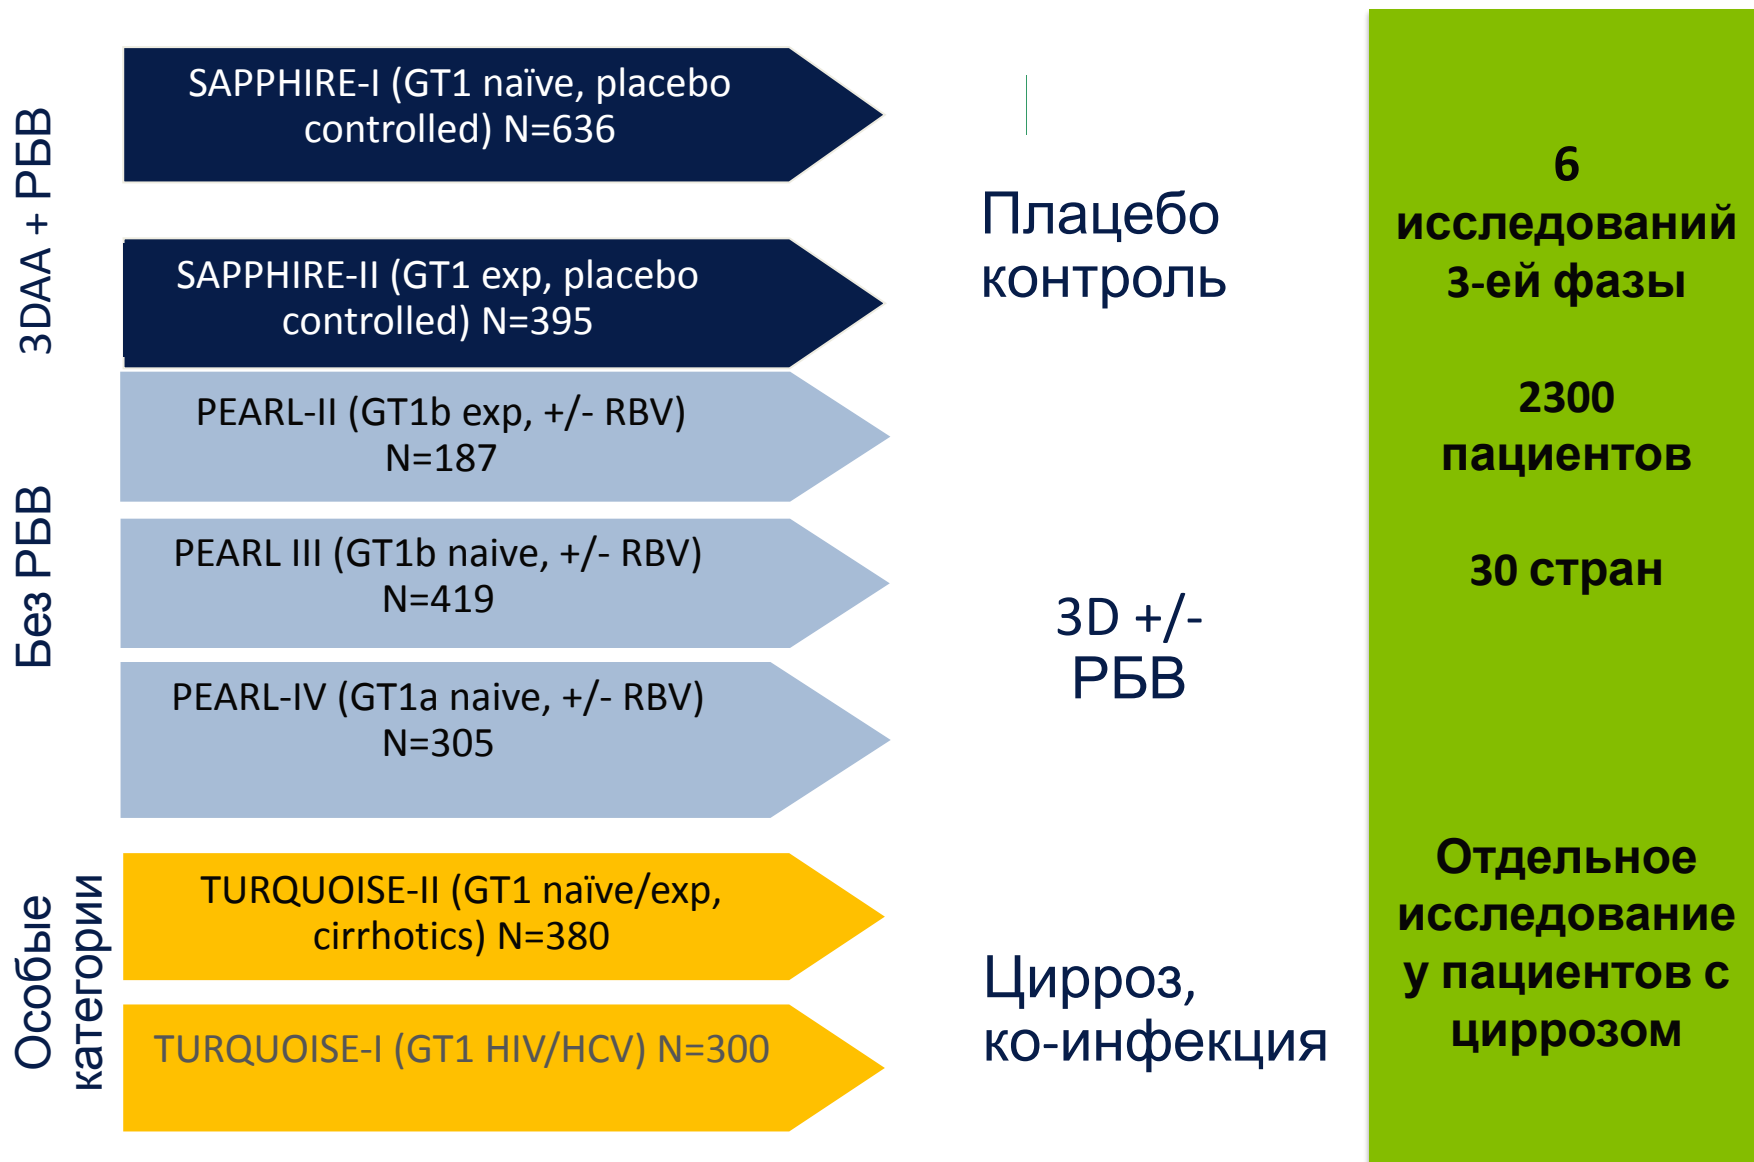 3DAA + РБВ
SAPPHIRE-I (GT1 naïve, placebo
controlled) N=636
SAPPHIRE-II (GT1 exp, placebo
controlled) N=395
Плацебо
контроль
Без РБВ
PEARL-II (GT1b exp, +/- RBV)
N=187
PEARL III (GT1b naive, +/- RBV)
N=419
PEARL-IV (GT1a naive, +/- RBV)
N=305
3D +/-
РБВ
Особые
категории
TURQUOISE-II (GT1 naïve/exp,
cirrhotics) N=380
TURQUOISE-I (GT1 HIV/HCV) N=300
Цирроз,
ко-инфекция
6
исследований
3-ей фазы
2300
пациентов
30 стран
Отдельное
исследование
у пациентов с
циррозом